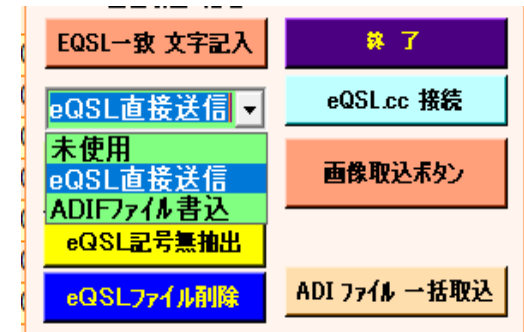 EQSL一致 文字記入
終 了
eQSL直接送信
eQSL.cc 接続
未使用
eQSL直接送信
ADIFファイル書込
画像取込ボタン
eQSL記号無抽出
eQSLファイル削除
ADI ファイル 一括取込